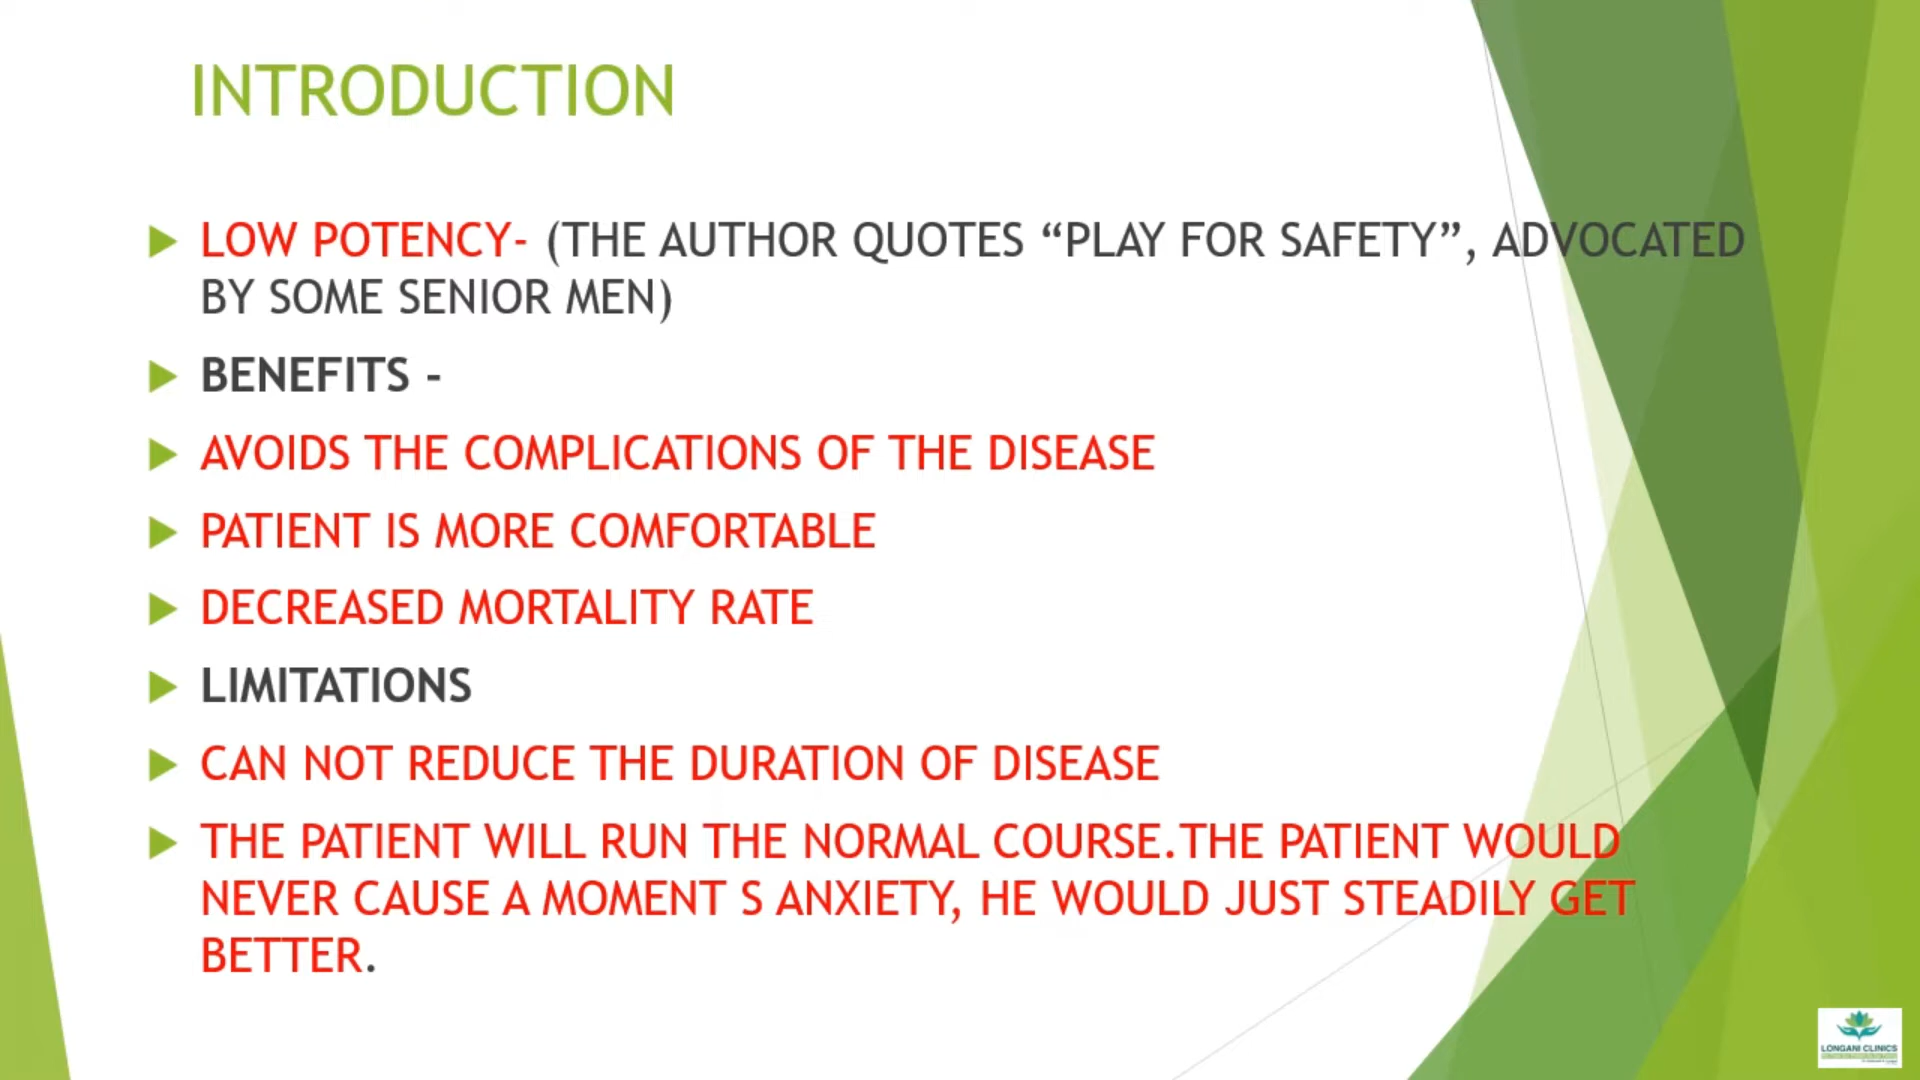 INTRODUCTION
LOW POTENCY- (THE AUTHOR QUOTES “PLAY FOR SAFETY”, ADVOCATED
BY SOME SENIOR MEN)
BENEFITS -
AVOIDS THE COMPLICATIONS OF THE DISEASE
PATIENT IS MORE COMFORTABLE
DECREASED MORTALITY RATE
LIMITATIONS
CAN NOT REDUCE THE DURATION OF DISEASE
THE PATIENT WILL RUN THE NORMAL COURSE.THE PATIENT WOULD
NEVER CAUSE A MOMENT S ANXIETY, HE WOULD JUST STEADILY GET
BETTER.
LONGANI CLINICS